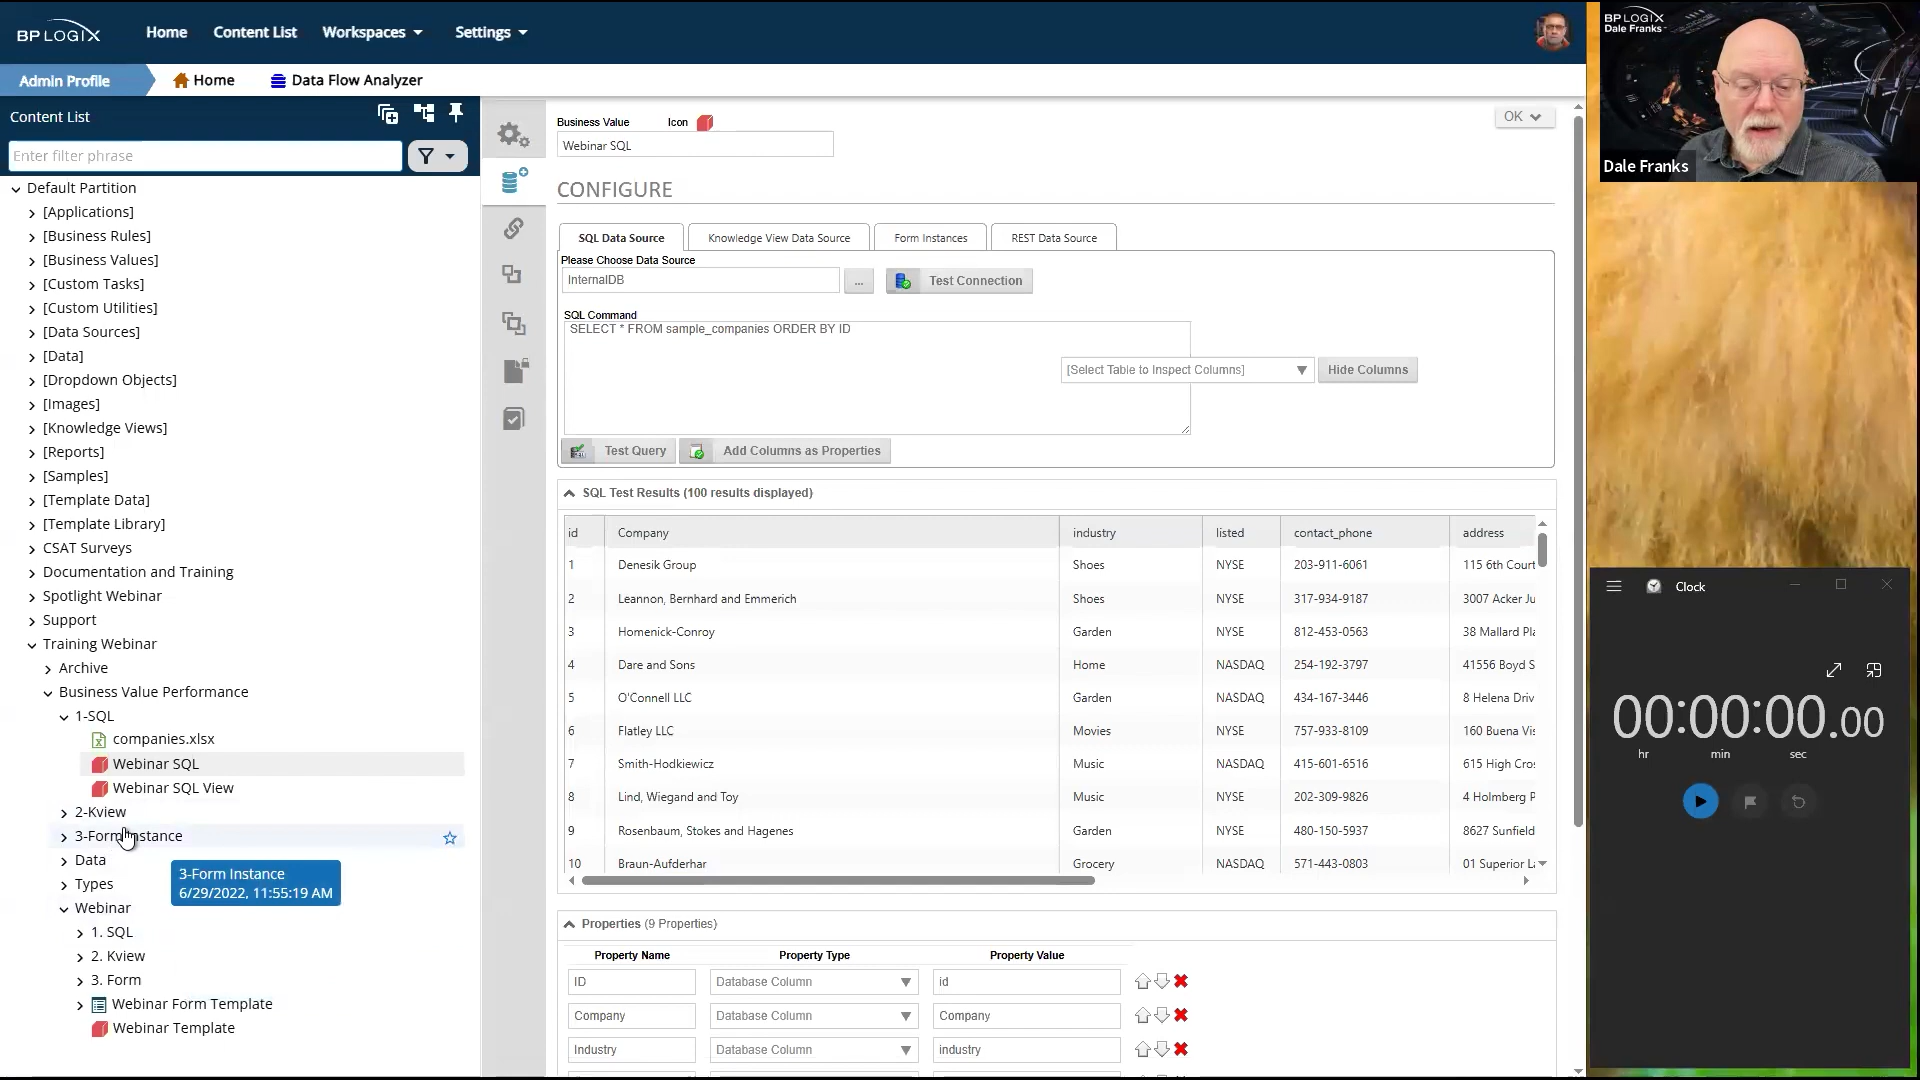 BP LOGIX
Home
Content List
Workspaces
Settings
Admin Profile
Home
Data Flow Analyzer
Content List
Enter filter phrase
Default Partition
[Applications]
[Business Rules]
[Business Values]
[Custom Tasks]
[Custom Utilities]
[Data Sources]
[Data]
[Dropdown Objects]
[Images]
[Knowledge Views]
[Reports]
[Samples]
[Template Data]
[Template Library]
CSAT Surveys
Documentation and Training
Spotlight Webinar
Support
Training Webinar
Archive
Business Value Performance
1-SQL
companies.xlsx
Webinar SQL
Webinar SQL View
2-Kview
3-Form Instance
Data
Types
3-Form Instance
6/29/2022, 11:55:19 AM
Webinar
1. SQL
2. Kview
3. Form
Webinar Form Template
Webinar Template
Business Value
Icon
OK
Webinar SQL
CONFIGURE
SQL Data Source
Knowledge View Data Source
Form Instances
REST Data Source
Please Choose Data Source
InternalDB
...
Test Connection
SQL Command
SELECT * FROM sample_companies ORDER BY ID
[Select Table to Inspect Columns]
Hide Columns
Test Query
Add Columns as Properties
SQL Test Results (100 results displayed)
id Company industry listed contact_phone address
1 Denesik Group Shoes NYSE 203-911-6061 115 6th Court
2 Leannon, Bernhard and Emmerich Shoes NYSE 317-934-9187 3007 Acker Ju
3 Homenick-Conroy Garden NYSE 812-453-0563 38 Mallard Pl
4 Dare and Sons Home NASDAQ 254-192-3797 41556 Boyd S
5 O'Connell LLC Garden NASDAQ 434-167-3446 8 Helena Driv
6 Flatley LLC Movies NYSE 757-933-8109 160 Buena Vis
7 Smith-Hodkiewicz Music NASDAQ 415-601-6516 615 High Cros
8 Lind, Wiegand and Toy Music NYSE 202-309-9826 4 Holmberg P
9 Rosenbaum, Stokes and Hagenes Garden NYSE 480-150-5937 8627 Sunfield
10 Braun-Aufderhar Grocery NYSE 571-443-0803 01 Superior L
Properties (9 Properties)
Property Name Property Type Property Value
ID Database Column id
Company Database Column Company
Industry Database Column industry
BP LOGIX
Dale Franks
Dale Franks
Clock
00:00:00.00
hr min sec